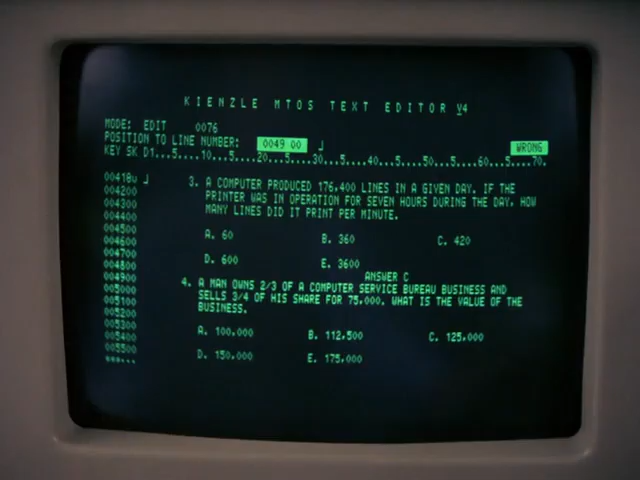 KIENZLE MTOS TEXT EDITOR V4
MODE: EDIT 0076
POSITION TO LINE NUMBER: 0049 00 WRONG
KEY SK D1...5....10...5....20...5....30...5....40...5....50...5....60...5....70.
004180
3. A COMPUTER PRODUCED 176,400 LINES IN A GIVEN DAY. IF THE
004200 PRINTER WAS IN OPERATION FOR SEVEN HOURS DURING THE DAY, HOW
004300 MANY LINES DID IT PRINT PER MINUTE.
004400
004500 A. 60 B. 360 C. 420
004600
004700 D. 600 E. 3600
004800 ANSWER C
004900 4. A MAN OWNS 2/3 OF A COMPUTER SERVICE BUREAU BUSINESS AND
005000 SELLS 3/4 OF HIS SHARE FOR 75,000. WHAT IS THE VALUE OF THE
005100 BUSINESS.
005200
005300 A. 100,000 B. 112,500 C. 125,000
005400
005500 D. 150,000 E. 175,000